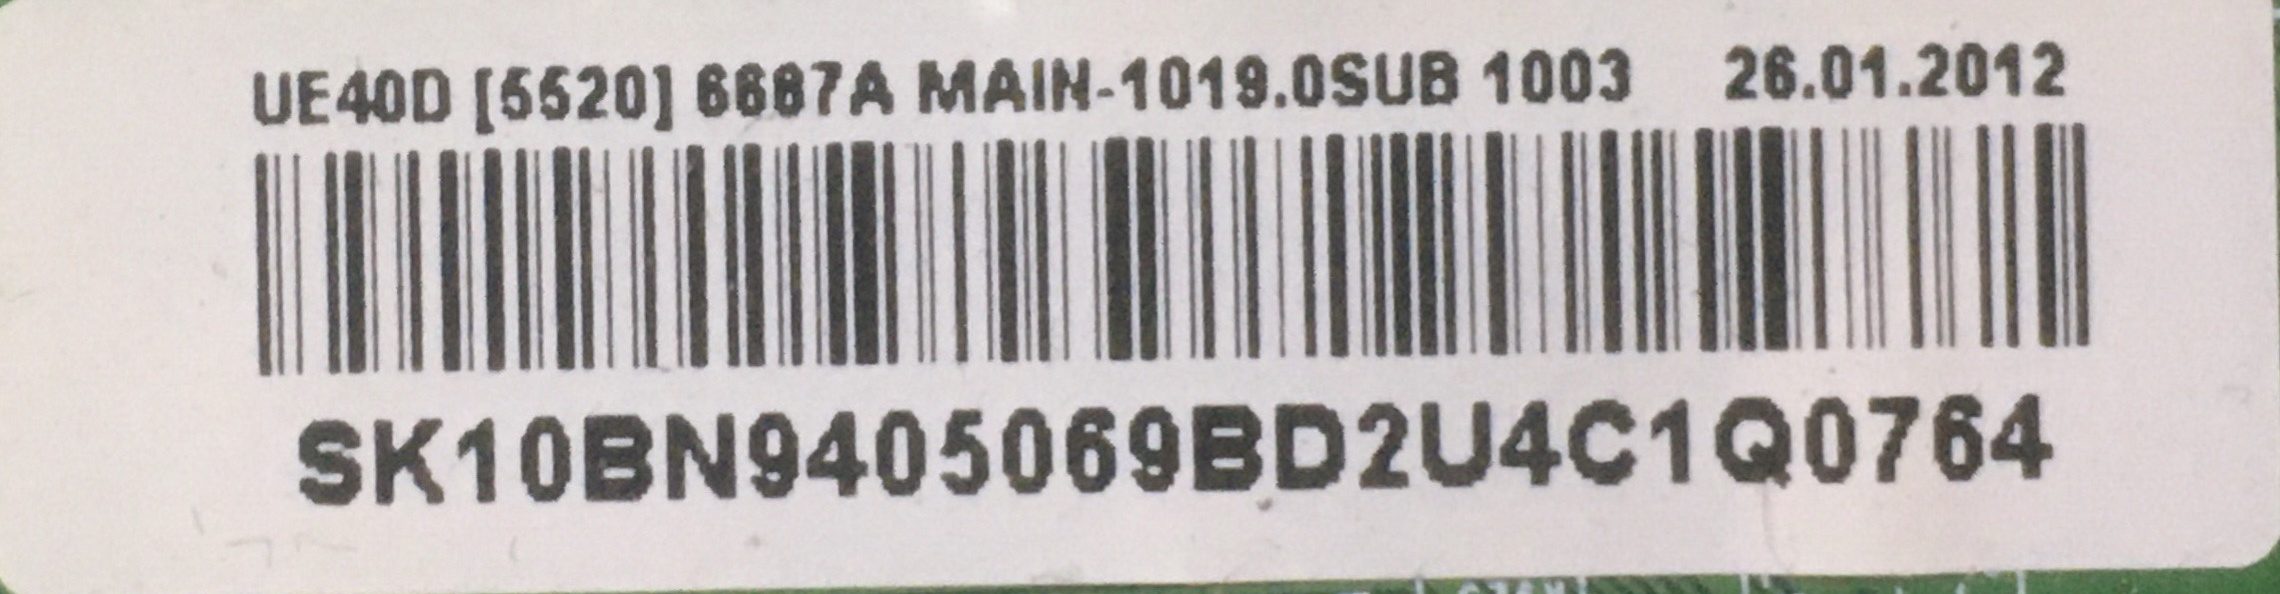 UE40D [5520] 6687A MAIN-1019.0SUB 1003 26.01.2012
SK10BN9405069BD2U4C1Q0764